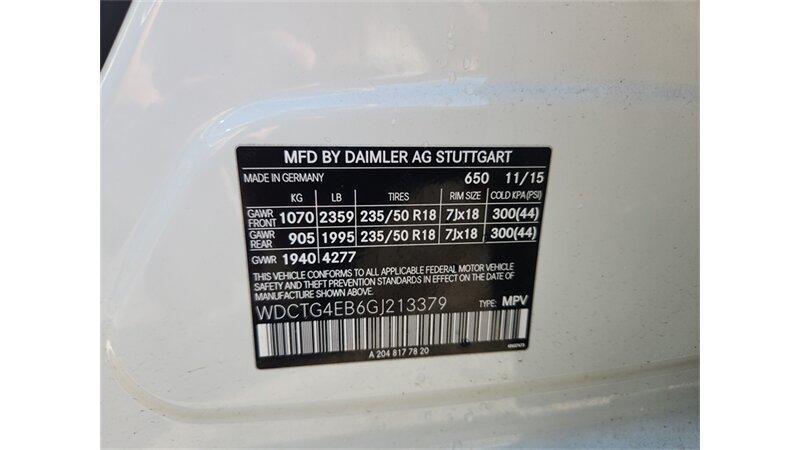 MFD BY DAIMLER AG STUTTGART
MADE IN GERMANY 650 11/15
KG LB TIRES RIM SIZE COLD KPA (PSI)
GAWR FRONT 1070 2359 235/50 R18 7Jx18 300(44)
GAWR REAR 905 1995 235/50 R18 7Jx18 300(44)
GVWR 1940 4277
THIS VEHICLE CONFORMS TO ALL APPLICABLE FEDERAL MOTOR VEHICLE
SAFETY AND THEFT PREVENTION STANDARDS IN EFFECT ON THE
DATE OF MANUFACTURE SHOWN ABOVE.
WDCTG4EB6GJ213379 TYPE: MPV
A 204 817 78 20